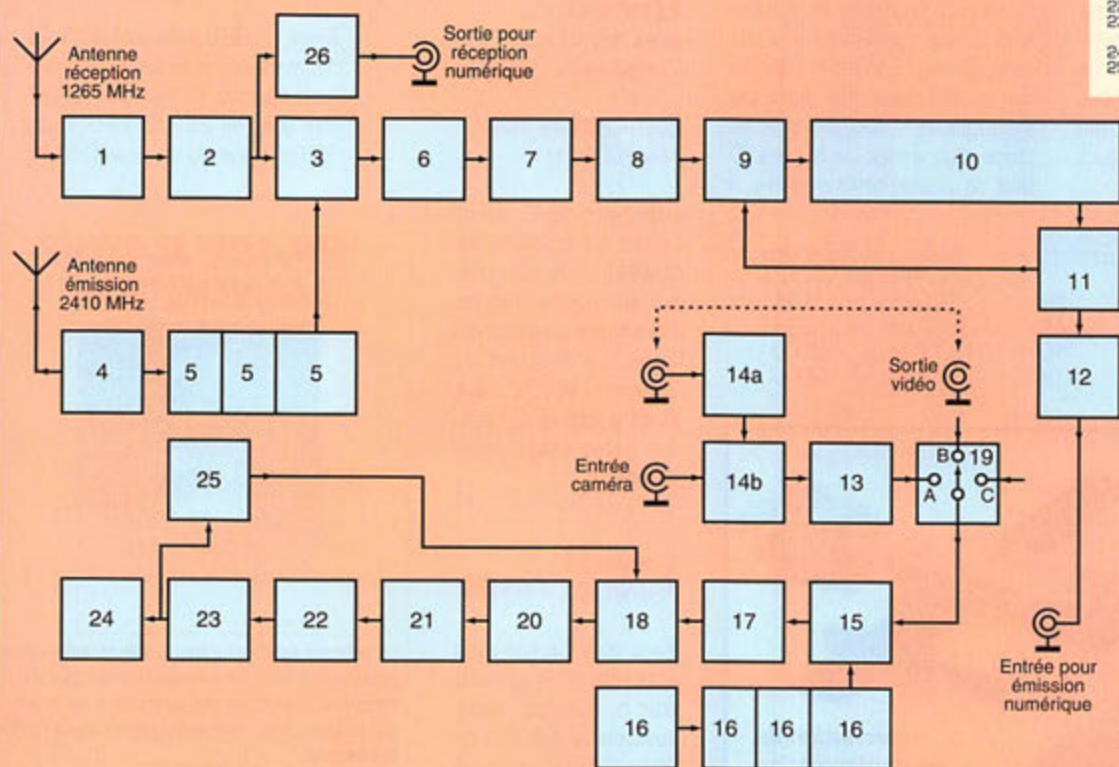 26
Sortie pour
réception
numérique
Antenne
réception
1265 MHz
1
2
3
6
7
8
9
10
Antenne
émission
2410 MHz
4
5
5
5
11
12
14a
Sortie
vidéo
Entrée
caméra
14b
13
A
B
19
C
25
24
23
22
21
20
18
17
15
Entrée pour
émission
numérique
16
16
16
16